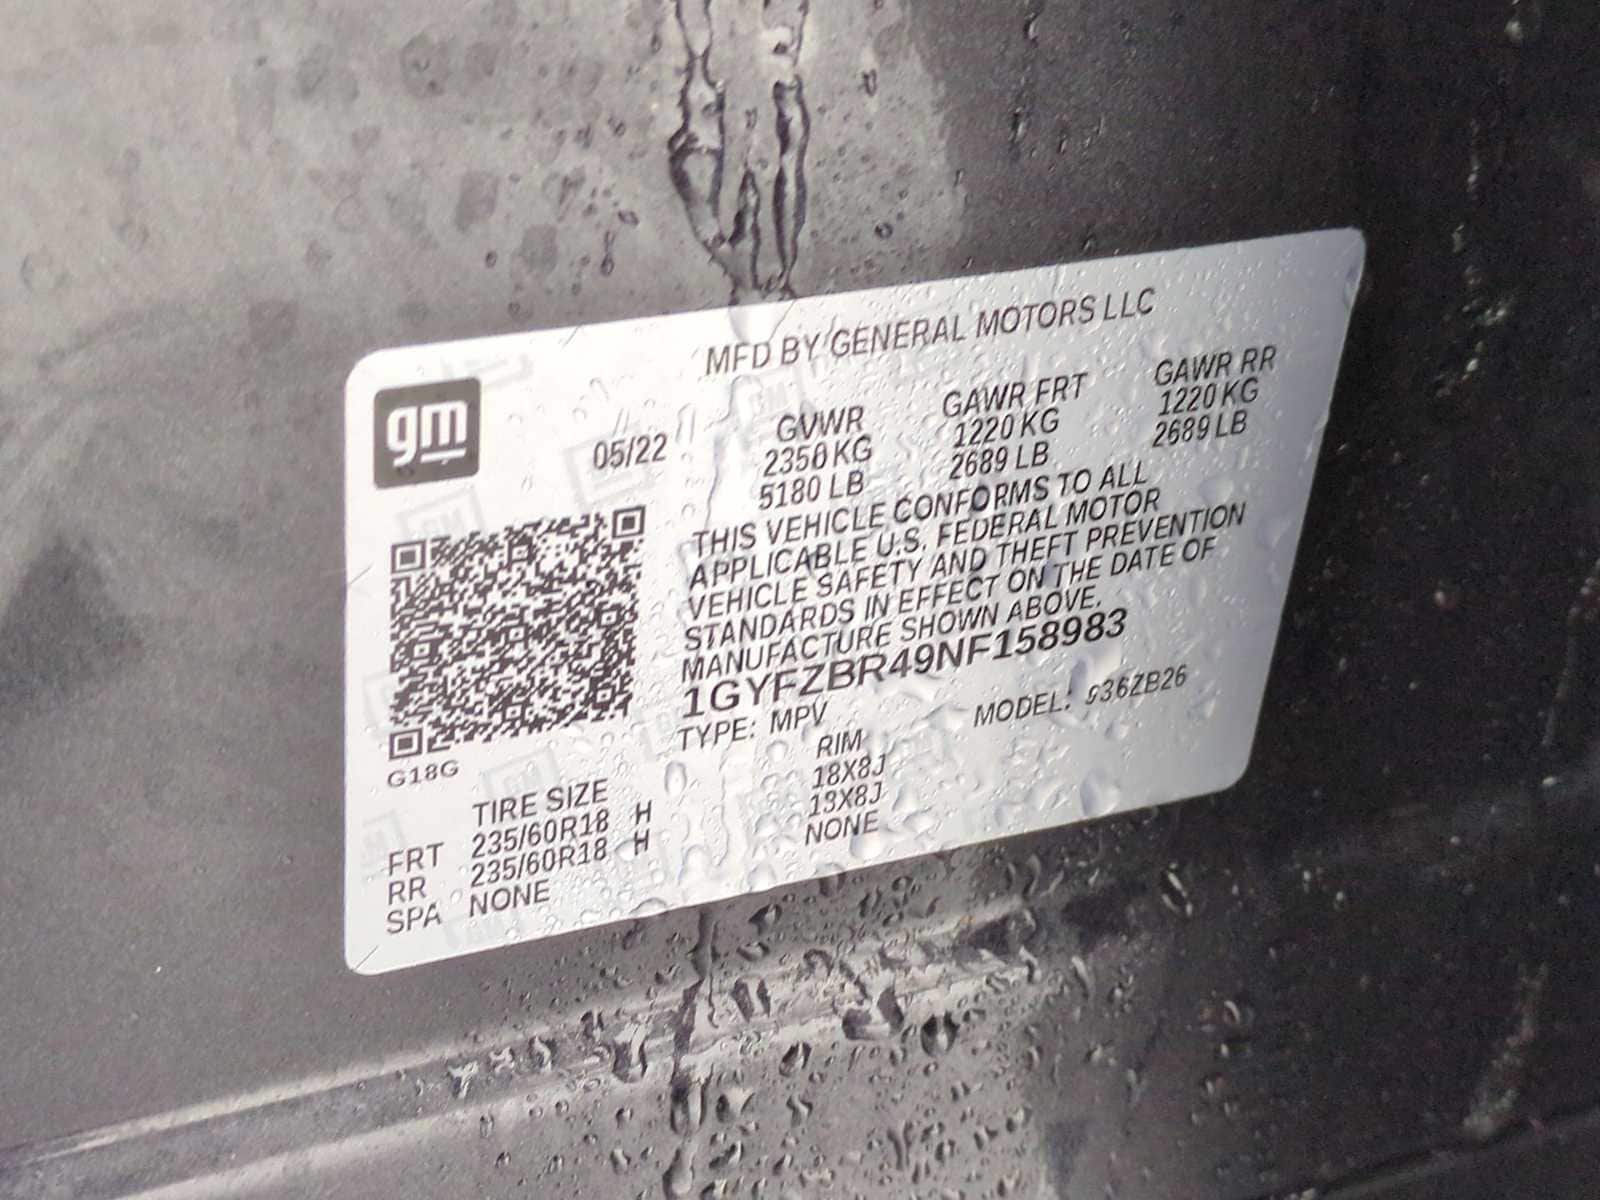 MFD BY GENERAL MOTORS LLC
gm
05/22
GVWR GAWR FRT GAWR RR
2350 KG 1220 KG 1220 KG
5180 LB 2689 LB 2689 LB
THIS VEHICLE CONFORMS TO ALL
APPLICABLE U.S. FEDERAL MOTOR
VEHICLE SAFETY AND THEFT PREVENTION
STANDARDS IN EFFECT ON THE DATE OF
MANUFACTURE SHOWN ABOVE.
1GYFZBR49NF158983
TYPE: MPV MODEL:
G18G
TIRE SIZE RIM
FRT 235/60R18 H 18X8J
RR 235/60R18 H 18X8J
SPA NONE NONE